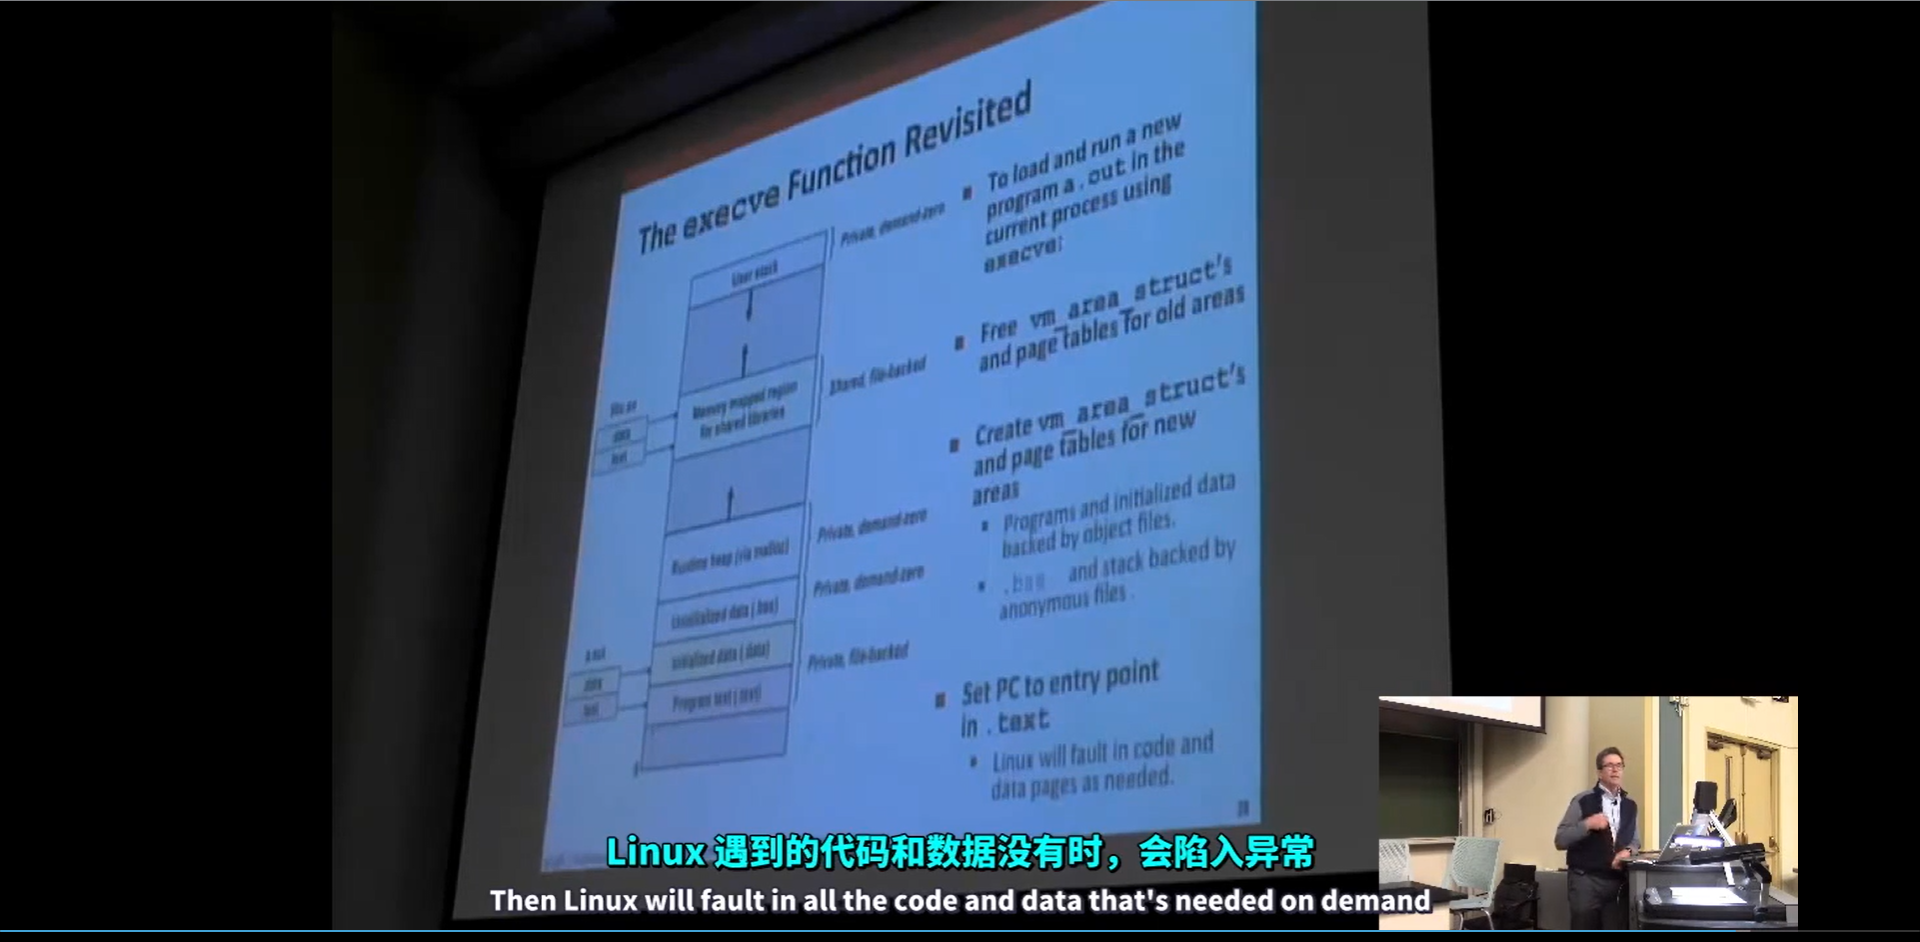 The execve Function Revisited
User stack
Private, demand-zero
Memory mapped region
for shared libraries
Shared, file-backed
.data
.text
Runtime heap (via malloc)
Private, demand-zero
Uninitialized data (.bss)
Private, demand-zero
Initialized data (.data)
Program text (.text)
Private, file-backed
a.out
.data
.text
To load and run a new
program a.out in the
current process using
execve:
Free vm_area_struct's
and page tables for old areas
Create vm_area_struct's
and page tables for new
areas
Programs and initialized data
backed by object files.
.bss and stack backed by
anonymous files .
Set PC to entry point
in .text
Linux will fault in code and
data pages as needed.
Linux 遇到的代码和数据没有时，会陷入异常
Then Linux will fault in all the code and data that's needed on demand